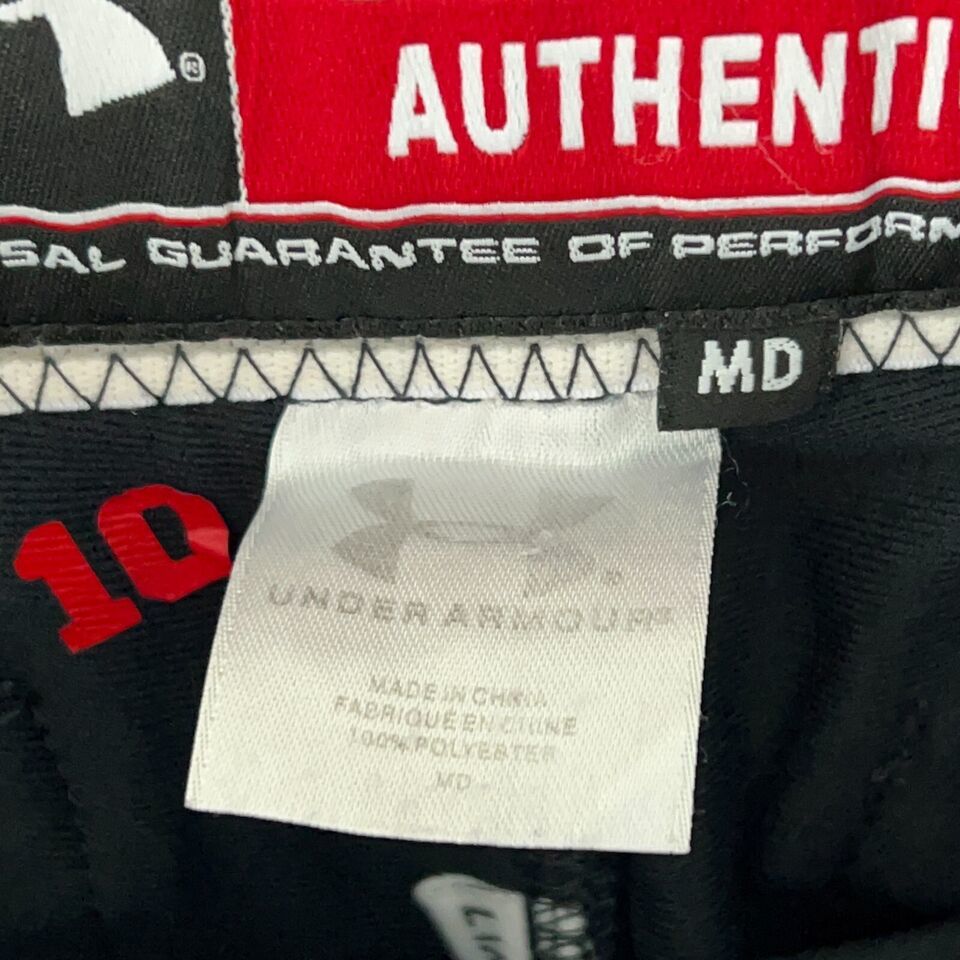 ®
AUTHENTI
SAL GUARANTEE OF PERFORM
MD
10
UNDER ARMOUR
MADE IN CHINA
FABRIQUÉ EN CHINE
100% POLYESTER
MD